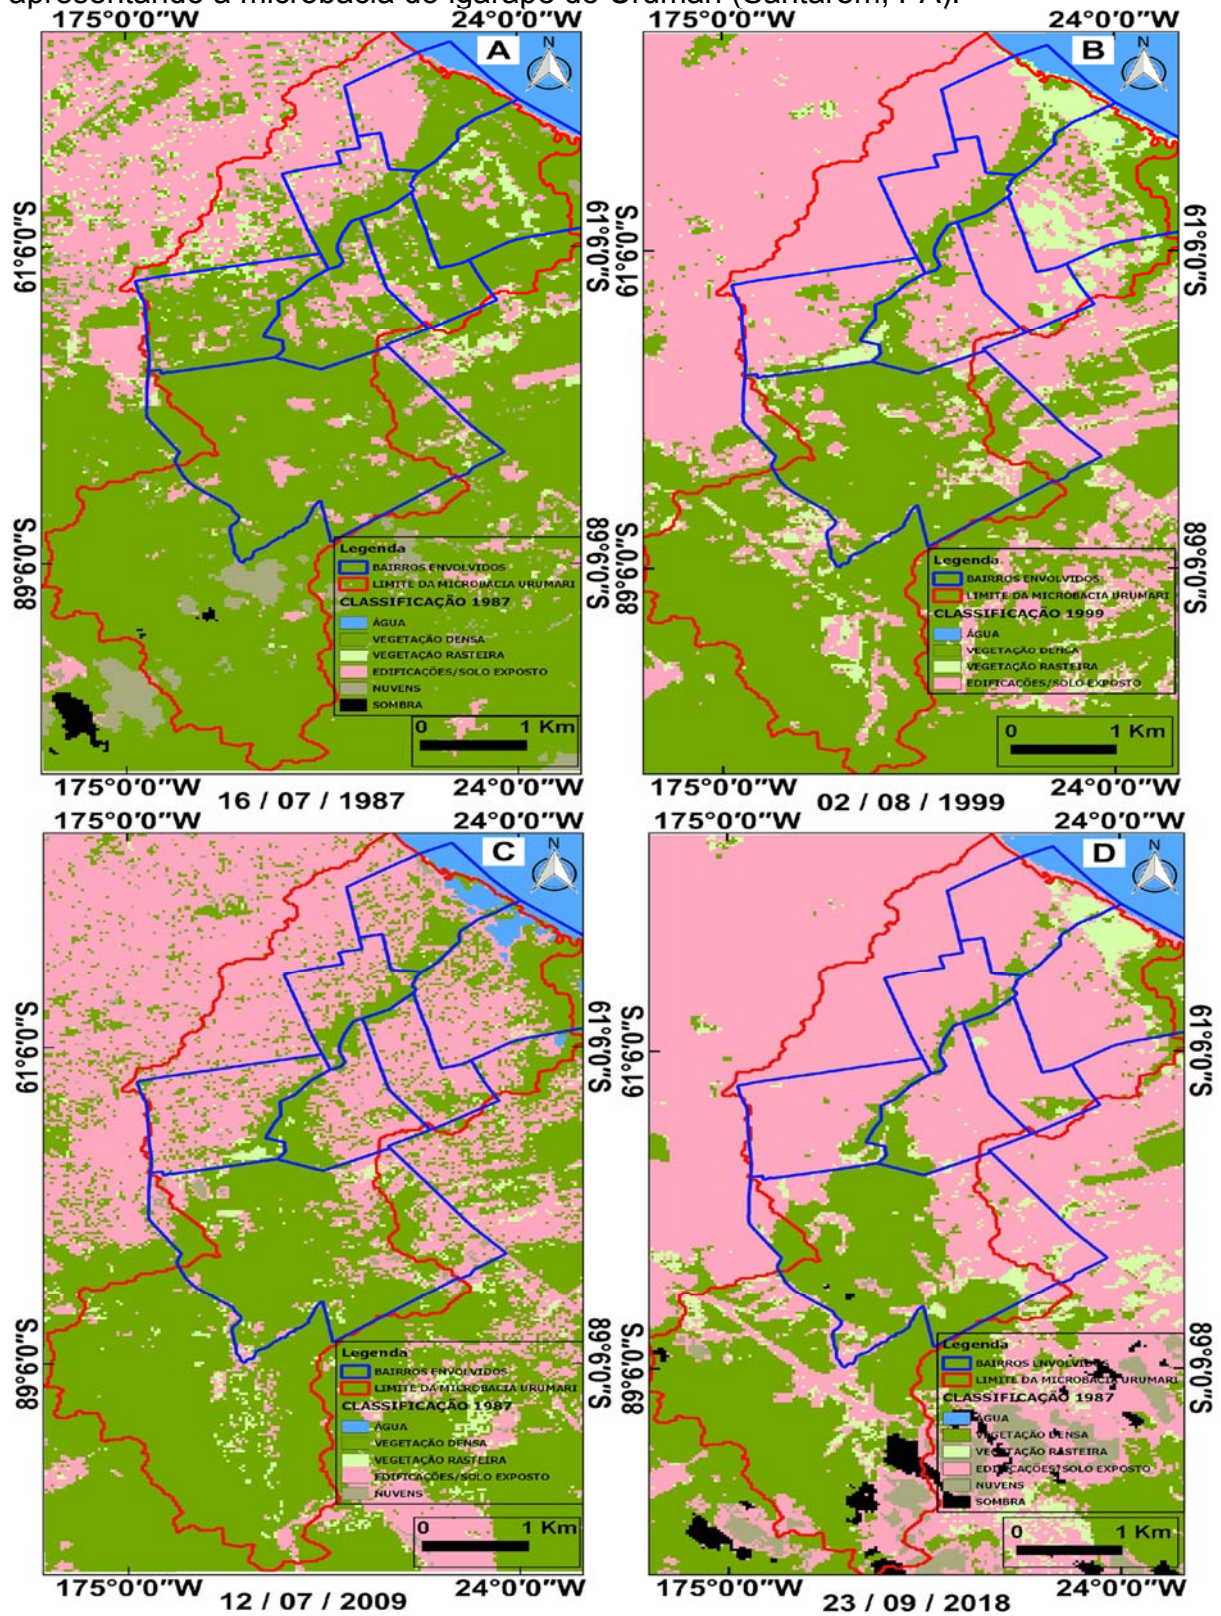 apresentando a microbacia do Igarapé do Urumari (Santarém, PA).
175°0'0"W 24°0'0"W
A
N
61°6'0"S
61°6'0"S
89°6'0"S
89°6'0"S
Legenda
BAIRROS ENVOLVIDOS
LIMITE DA MICROBACIA URUMARI
CLASSIFICAÇÃO 1987
ÁGUA
VEGETAÇÃO DENSA
VEGETAÇÃO RASTEIRA
EDIFICAÇÕES/SOLO EXPOSTO
NUVENS
SOMBRA
0 1 Km
175°0'0"W 24°0'0"W
16 / 07 / 1987
175°0'0"W 24°0'0"W
B
N
61°6'0"S
61°6'0"S
89°6'0"S
89°6'0"S
Legenda
BAIRROS ENVOLVIDOS
LIMITE DA MICROBACIA URUMARI
CLASSIFICAÇÃO 1999
ÁGUA
VEGETAÇÃO DENSA
VEGETAÇÃO RASTEIRA
EDIFICAÇÕES/SOLO EXPOSTO
0 1 Km
175°0'0"W 24°0'0"W
02 / 08 / 1999
175°0'0"W 24°0'0"W
C
N
61°6'0"S
61°6'0"S
89°6'0"S
89°6'0"S
Legenda
BAIRROS ENVOLVIDOS
LIMITE DA MICROBACIA URUMARI
CLASSIFICAÇÃO 1987
ÁGUA
VEGETAÇÃO DENSA
VEGETAÇÃO RASTEIRA
EDIFICAÇÕES/SOLO EXPOSTO
NUVENS
0 1 Km
175°0'0"W 24°0'0"W
12 / 07 / 2009
175°0'0"W 24°0'0"W
D
N
61°6'0"S
61°6'0"S
89°6'0"S
89°6'0"S
Legenda
BAIRROS ENVOLVIDOS
LIMITE DA MICROBACIA URUMARI
CLASSIFICAÇÃO 1987
ÁGUA
VEGETAÇÃO DENSA
VEGETAÇÃO RASTEIRA
EDIFICAÇÕES/SOLO EXPOSTO
NUVENS
SOMBRA
0 1 Km
175°0'0"W 24°0'0"W
23 / 09 / 2018